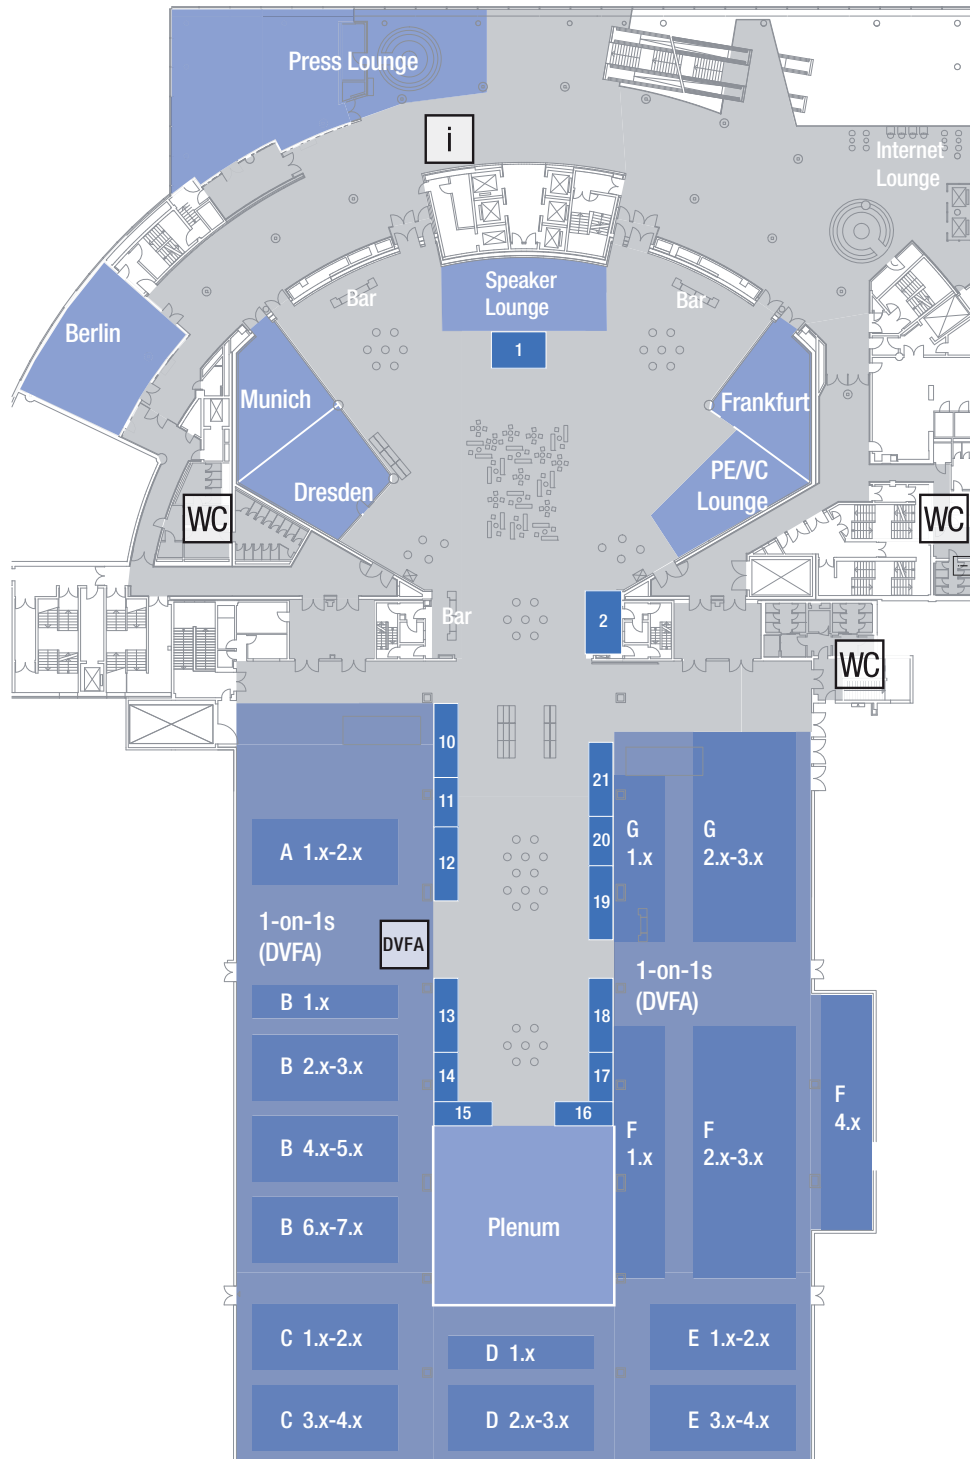 Press Lounge
i
Internet
Lounge
Speaker
Lounge
Bar
Bar
Berlin
1
Munich
Frankfurt
Dresden
PE/VC
Lounge
WC
WC
Bar
2
WC
10
21
11
20
12
19
A 1.x-2.x
G
1.x
G
2.x-3.x
1-on-1s
(DVFA)
DVFA
1-on-1s
(DVFA)
B 1.x
13
18
B 2.x-3.x
14
17
F
4.x
15
16
B 4.x-5.x
F
1.x
F
2.x-3.x
B 6.x-7.x
Plenum
C 1.x-2.x
D 1.x
E 1.x-2.x
C 3.x-4.x
D 2.x-3.x
E 3.x-4.x